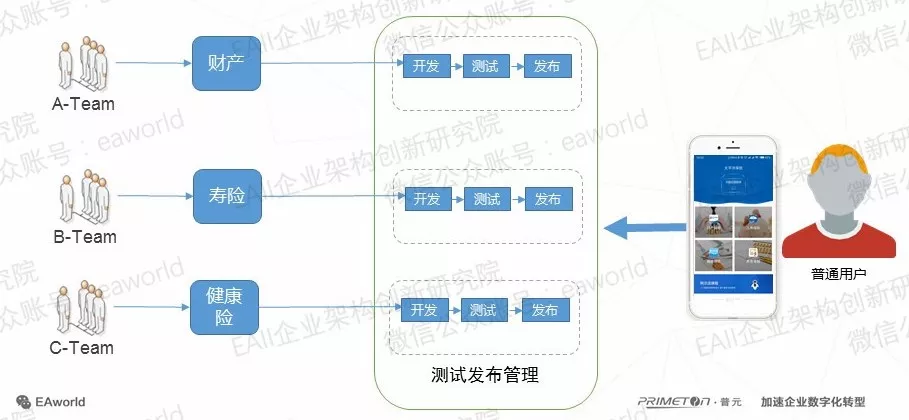 A-Team
财产
开发
测试
发布
B-Team
寿险
开发
测试
发布
C-Team
健康
险
开发
测试
发布
测试发布管理
普通用户
EAworld
PRIMETON · 普元
加速企业数字化转型
EAII企业架构创新研究院
微信公众账号：eaworld